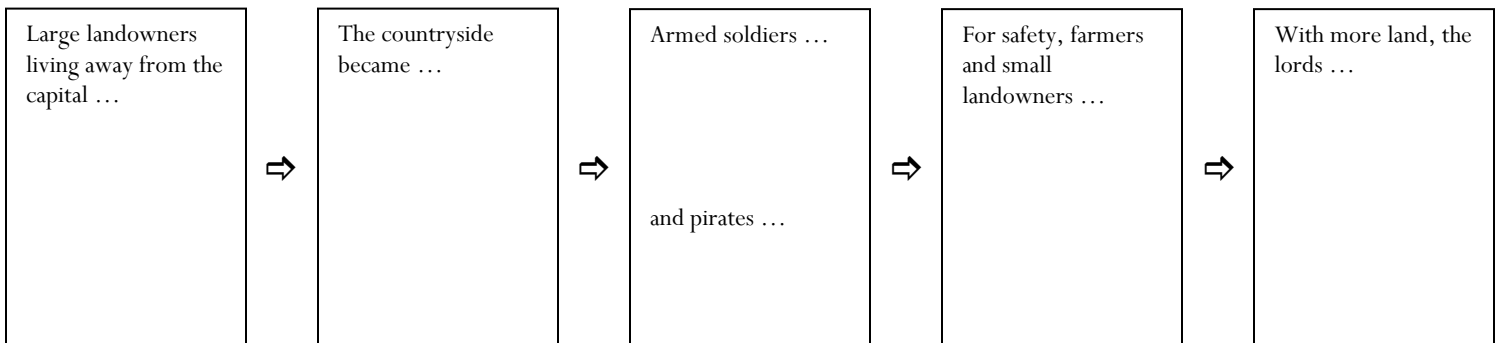 Large landowners
living away from the
capital …
The countryside
became …
Armed soldiers …
and pirates …
For safety, farmers
and small
landowners …
With more land, the
lords …